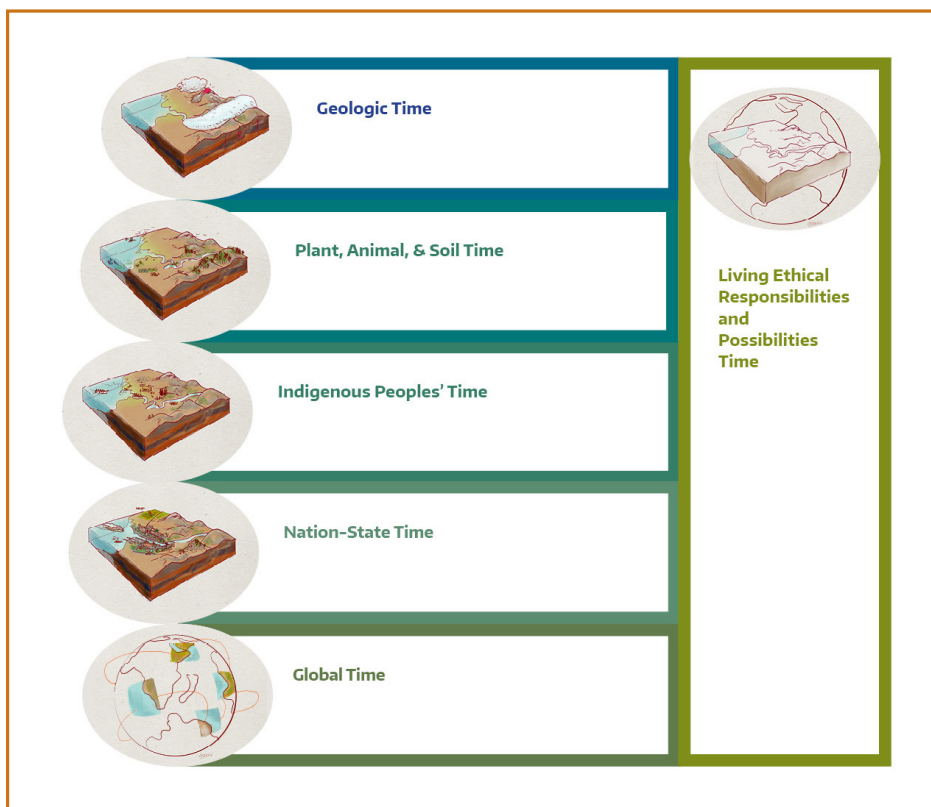 Geologic Time
Plant, Animal, & Soil Time
Indigenous Peoples’ Time
Nation-State Time
Global Time
Living Ethical
Responsibilities
and
Possibilities
Time